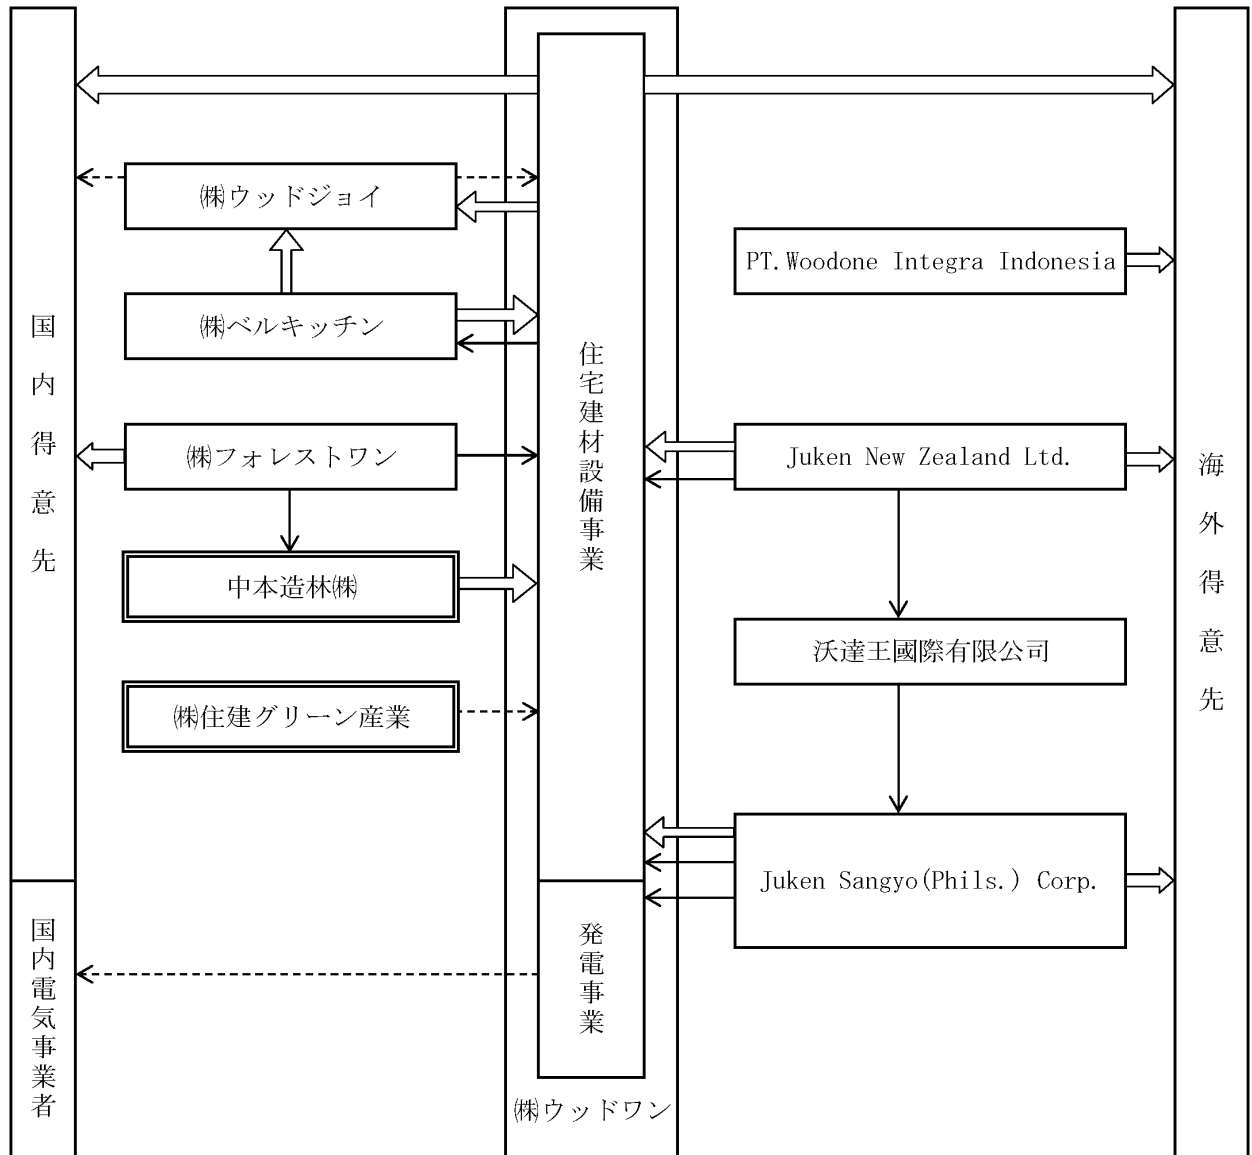 国内得意先
国内電気事業者
㈱ウッドジョイ
㈱ベルキッチン
㈱フォレストワン
中本造林㈱
㈱住建グリーン産業
住宅建材設備事業
発電事業
㈱ウッドワン
PT.Woodone Integra Indonesia
Juken New Zealand Ltd.
沃達王國際有限公司
Juken Sangyo(Phils.) Corp.
海外得意先